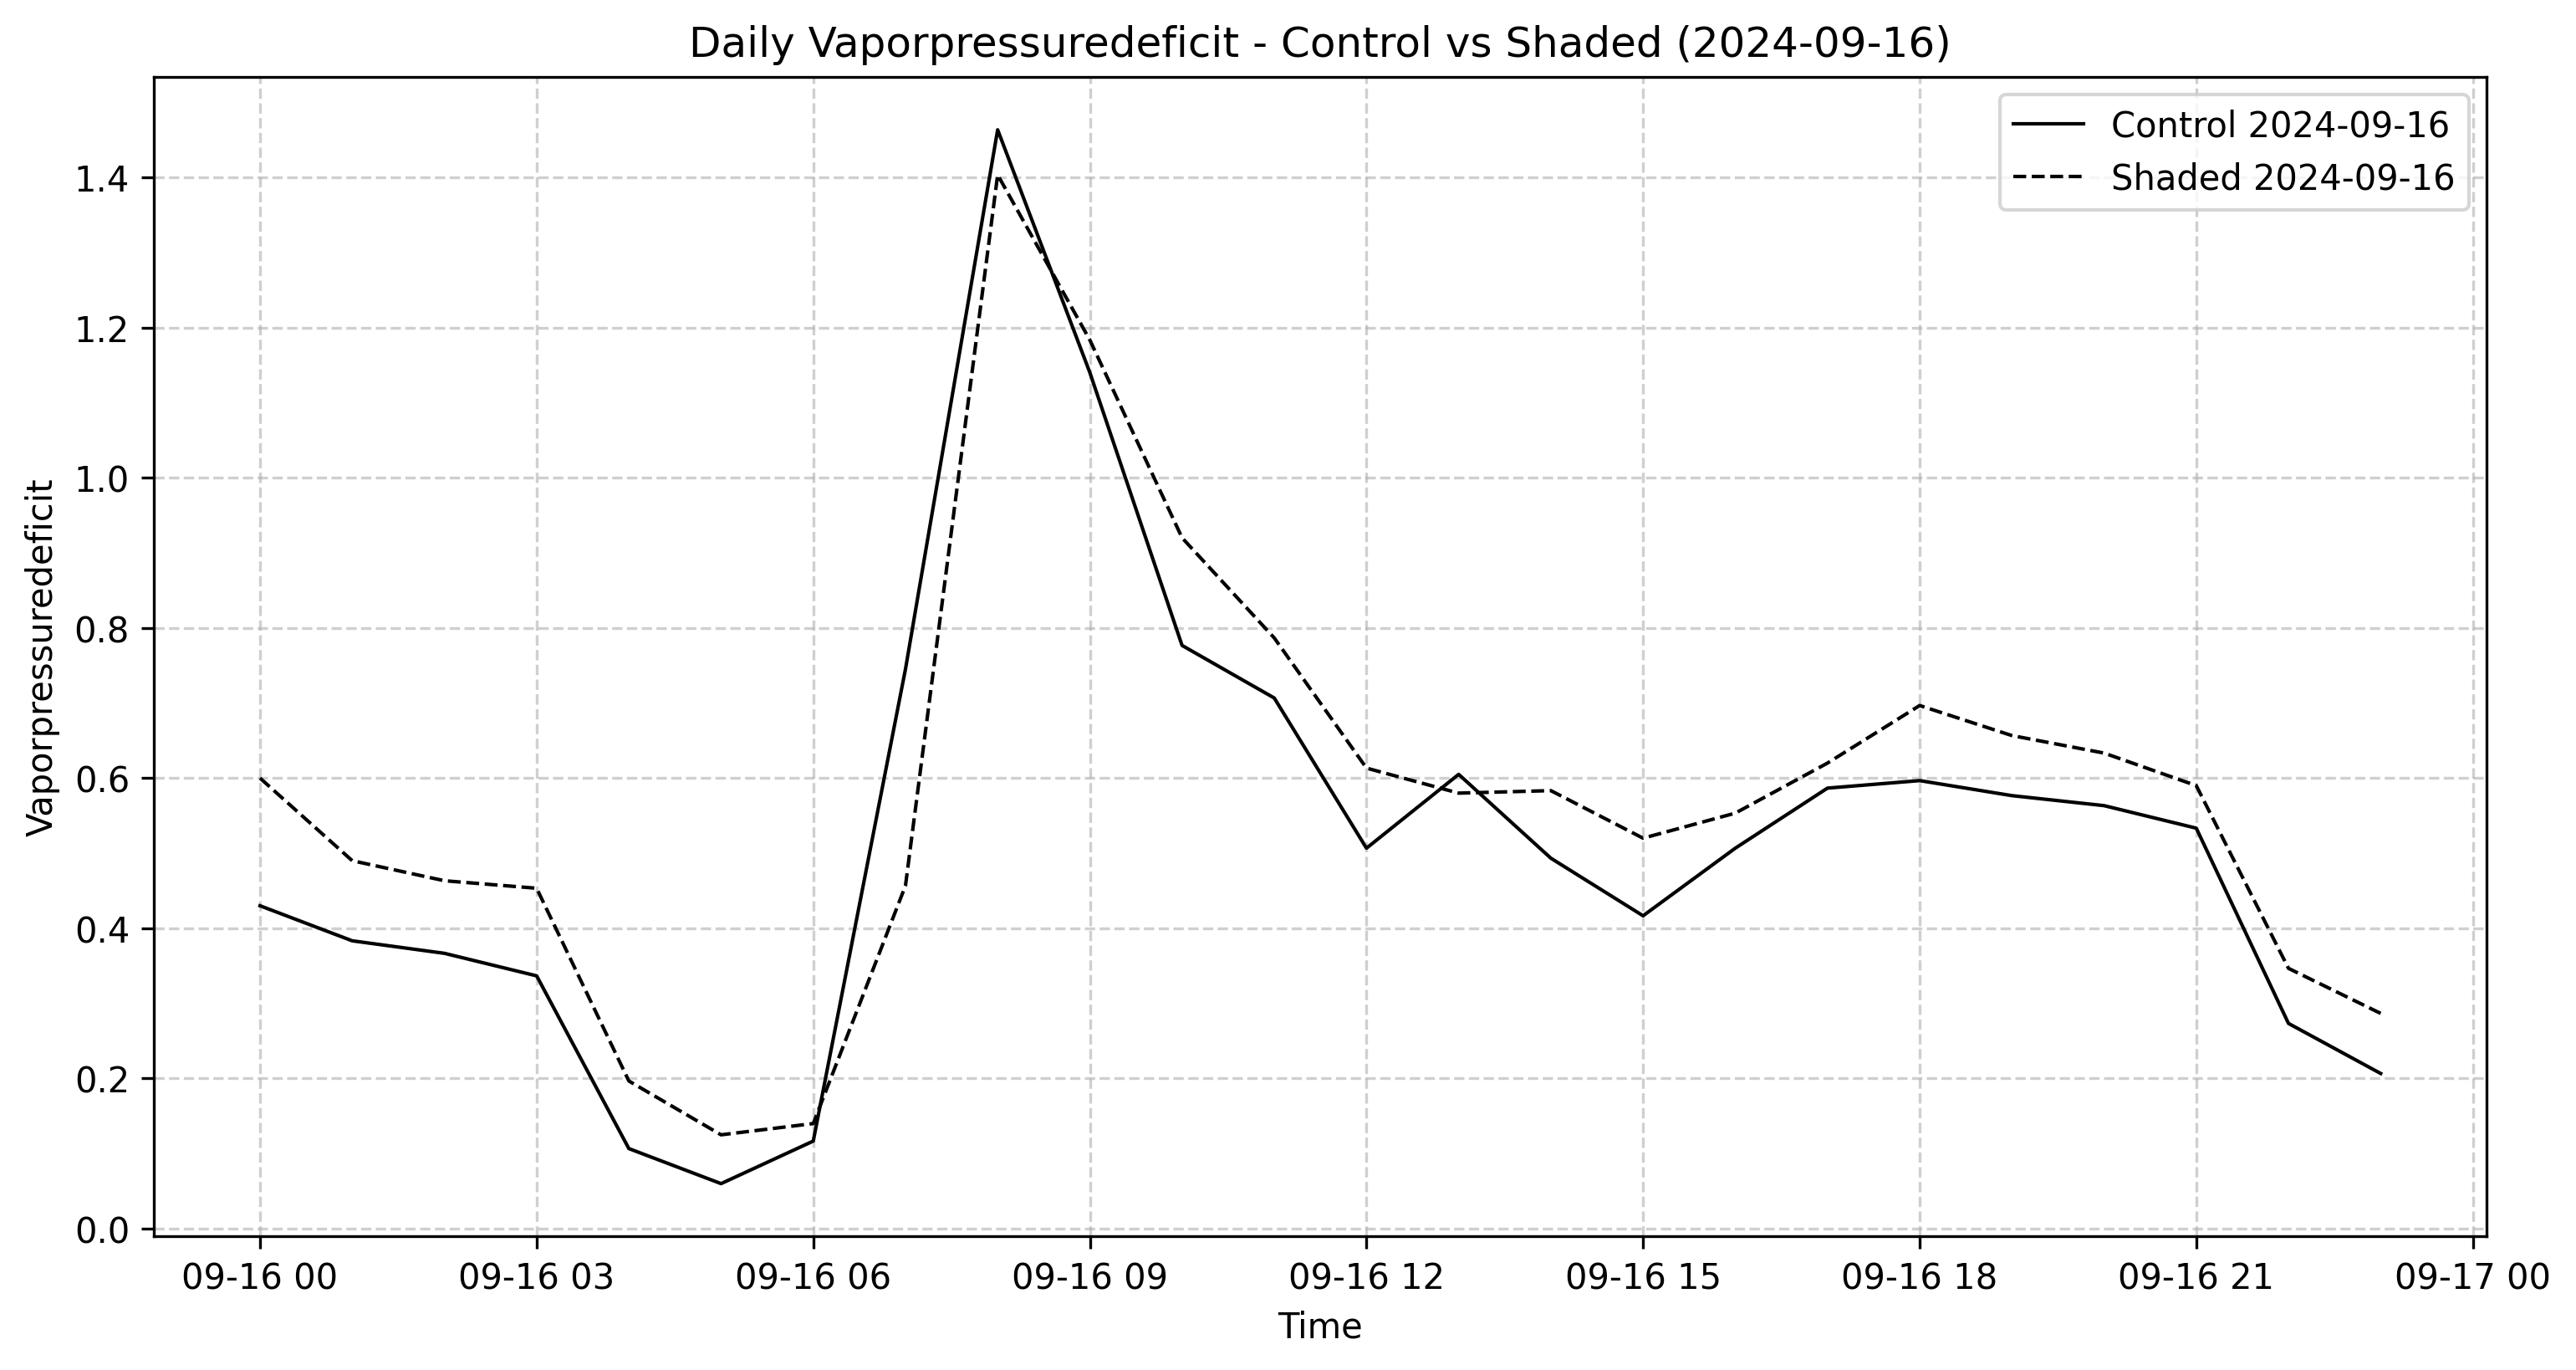 Daily Vaporpressuredeficit - Control vs Shaded (2024-09-16)
Control 2024-09-16
Shaded 2024-09-16
Vaporpressuredeficit
1.4
1.2
1.0
0.8
0.6
0.4
0.2
0.0
09-16 00 09-16 03 09-16 06 09-16 09 09-16 12 09-16 15 09-16 18 09-16 21 09-17 00
Time